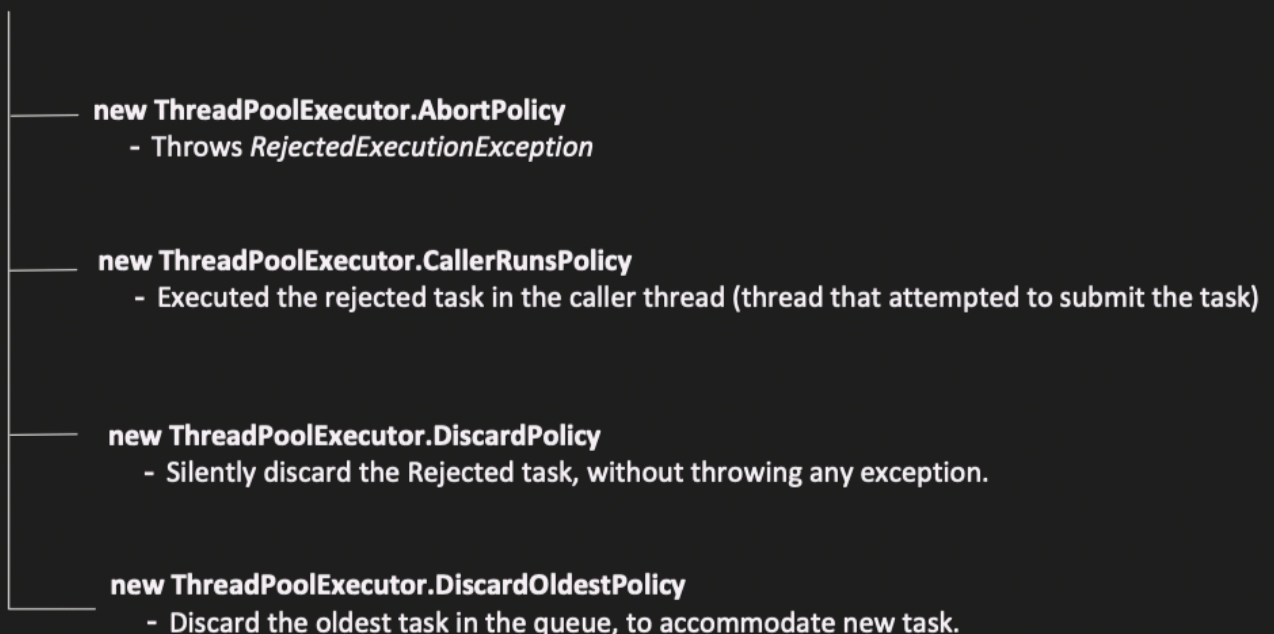 new ThreadPoolExecutor.AbortPolicy
- Throws RejectedExecutionException
new ThreadPoolExecutor.CallerRunsPolicy
- Executed the rejected task in the caller thread (thread that attempted to submit the task)
new ThreadPoolExecutor.DiscardPolicy
- Silently discard the Rejected task, without throwing any exception.
new ThreadPoolExecutor.DiscardOldestPolicy
- Discard the oldest task in the queue, to accommodate new task.